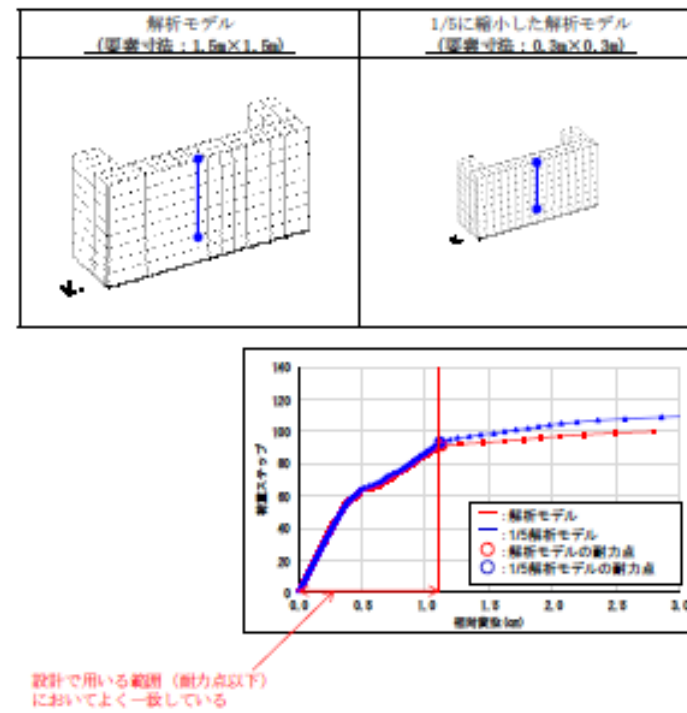 解析モデル
(要素寸法：1.5m×1.5m)
1/5に縮小した解析モデル
(要素寸法：0.3m×0.3m)
140
120
100
80
60
40
20
0
荷重ステップ
0.0 0.5 1.0 1.5 2.0 2.5 3.0
相対変位(cm)
：解析モデル
：1/5解析モデル
：解析モデルの耐力点
：1/5解析モデルの耐力点
設計で用いる範囲（耐力点以下）
においてよく一致している